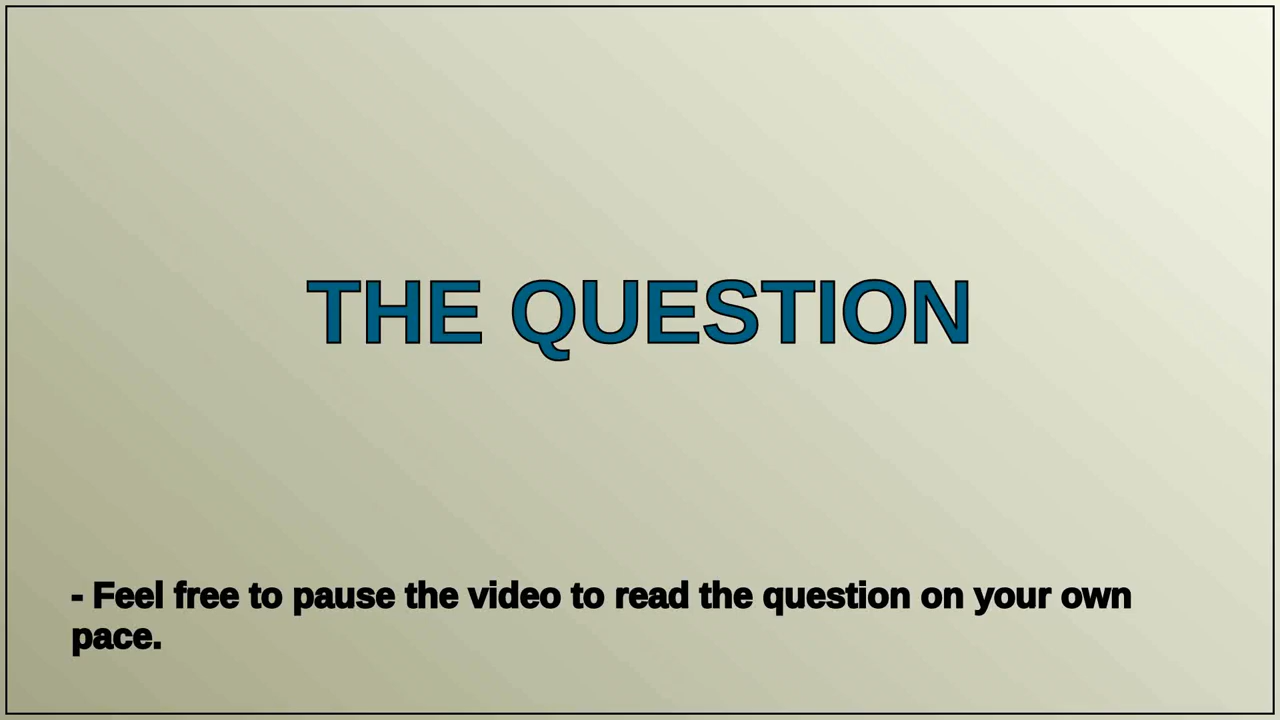 THE QUESTION
- Feel free to pause the video to read the question on your own
pace.